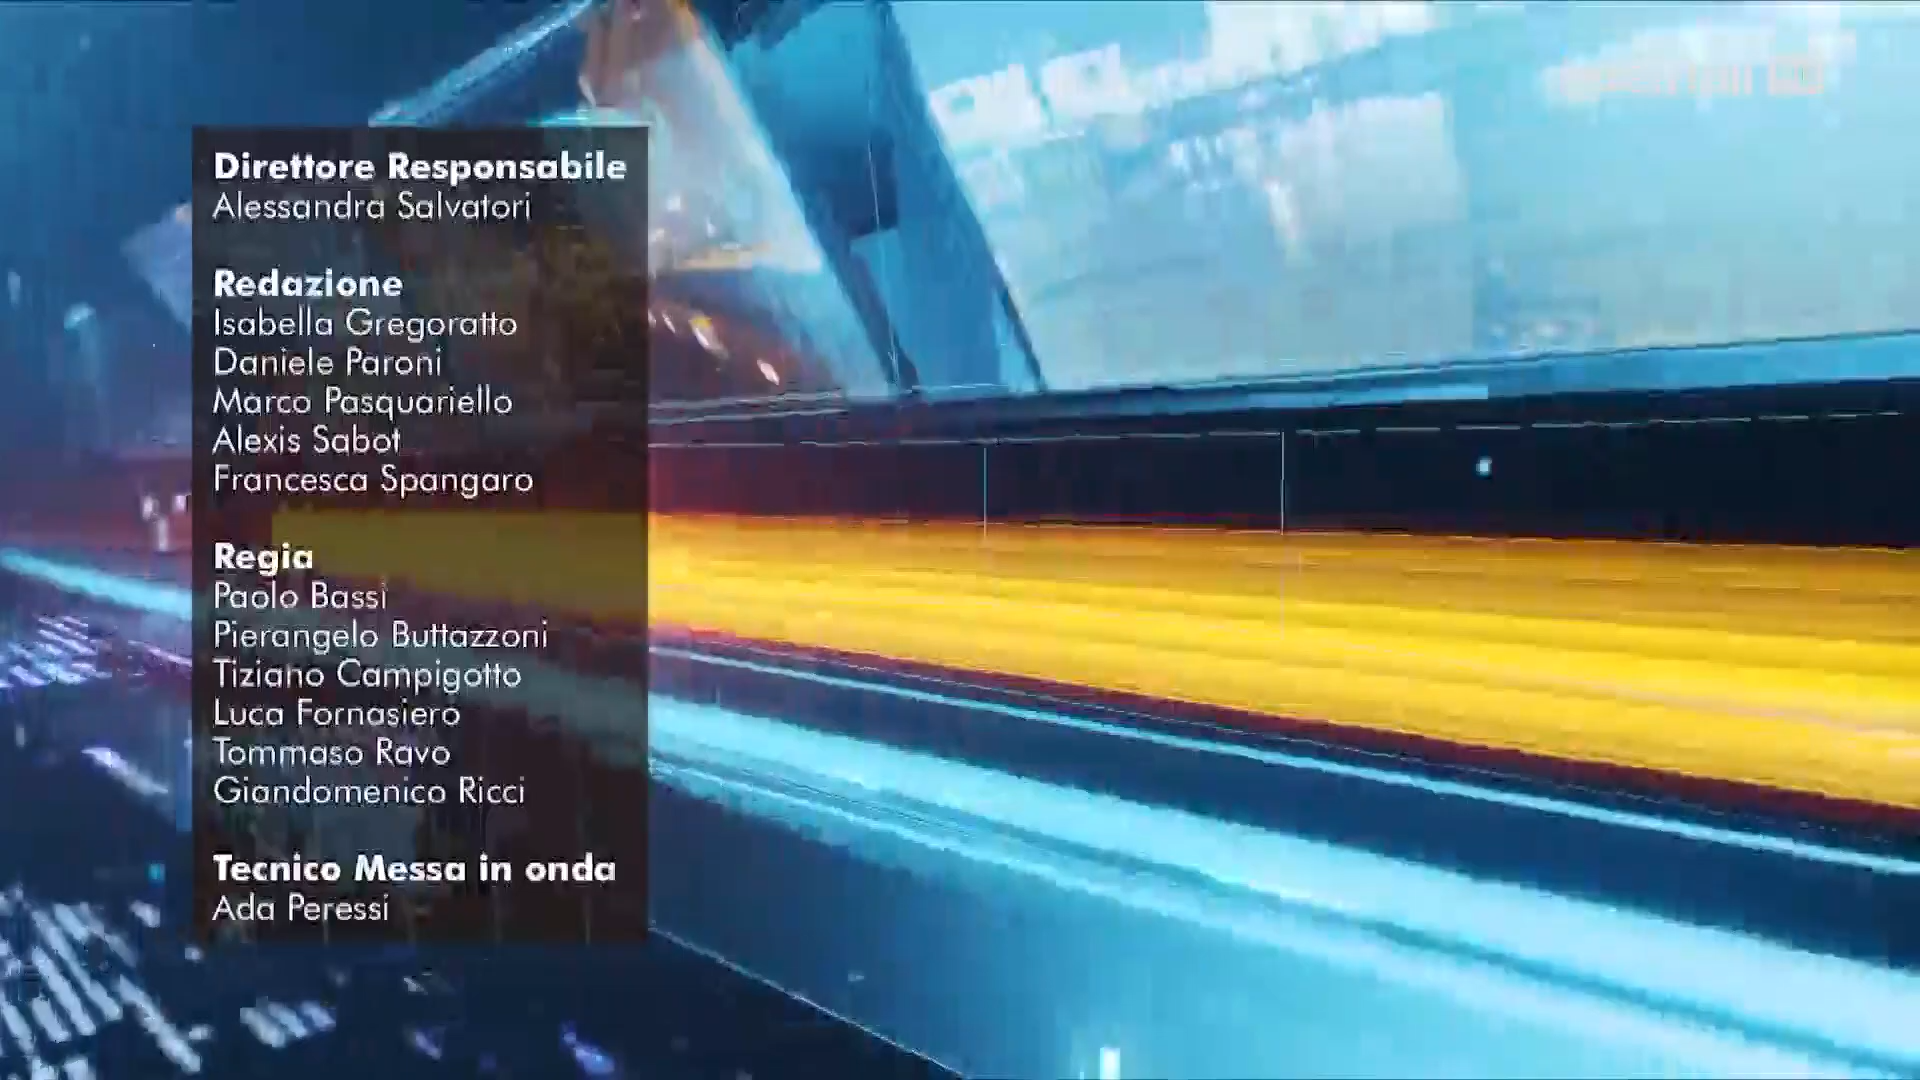 Direttore Responsabile
Alessandra Salvatori
Redazione
Isabella Gregoratto
Daniele Paroni
Marco Pasquariello
Alexis Sabot
Francesca Spangaro
Regia
Paolo Bassi
Pierangelo Buttazzoni
Tiziano Campigotto
Luca Fornasiero
Tommaso Ravo
Giandomenico Ricci
Tecnico Messa in onda
Ada Peressi